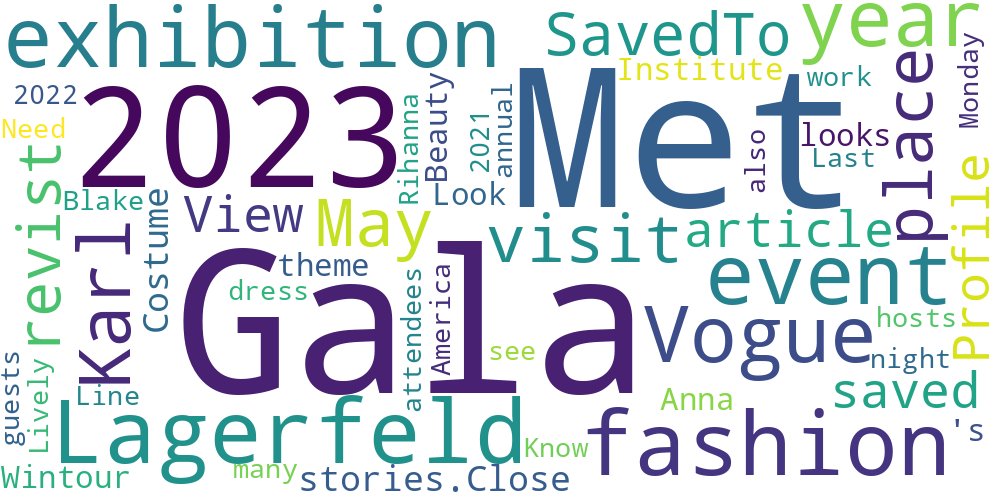 exhibition
SavedTo
year
2022
2023
Met
Institute
work
Monday
Need
Rihanna
Beauty
2021
annual
also
looks
Last
place
revist
Blake
Karl
Costume
View
May
Look
visit
article
Profile
theme
Gala
event
dress
attendees
America
see
Vogue
hosts
night
guests
Lively
Line
Lagerfeld
Anna
saved
fashion
's
Know
Wintour
many
stories.Close